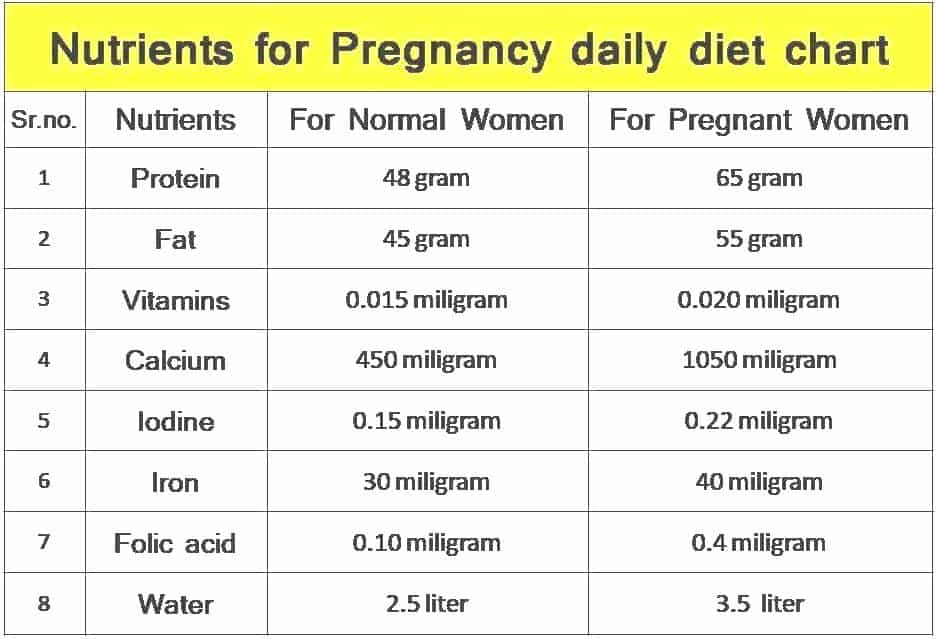 Nutrients for Pregnancy daily diet chart
Sr.no. Nutrients For Normal Women For Pregnant Women
1 Protein 48 gram 65 gram
2 Fat 45 gram 55 gram
3 Vitamins 0.015 miligram 0.020 miligram
4 Calcium 450 miligram 1050 miligram
5 Iodine 0.15 miligram 0.22 miligram
6 Iron 30 miligram 40 miligram
7 Folic acid 0.10 miligram 0.4 miligram
8 Water 2.5 liter 3.5 liter